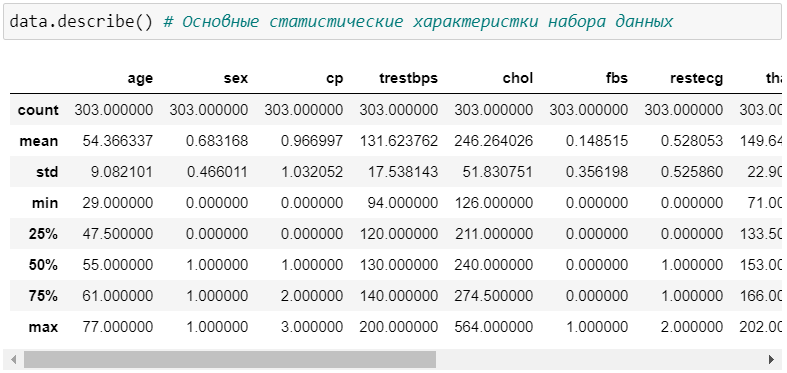 data.describe() # Основные статистические характеристки набора данных
age sex cp trestbps chol fbs restecg tha
count 303.000000 303.000000 303.000000 303.000000 303.000000 303.000000 303.000000 303.00
mean 54.366337 0.683168 0.966997 131.623762 246.264026 0.148515 0.528053 149.64
std 9.082101 0.466011 1.032052 17.538143 51.830751 0.356198 0.525860 22.90
min 29.000000 0.000000 0.000000 94.000000 126.000000 0.000000 0.000000 71.00
25% 47.500000 0.000000 0.000000 120.000000 211.000000 0.000000 0.000000 133.50
50% 55.000000 1.000000 1.000000 130.000000 240.000000 0.000000 1.000000 153.00
75% 61.000000 1.000000 2.000000 140.000000 274.500000 0.000000 1.000000 166.00
max 77.000000 1.000000 3.000000 200.000000 564.000000 1.000000 2.000000 202.00